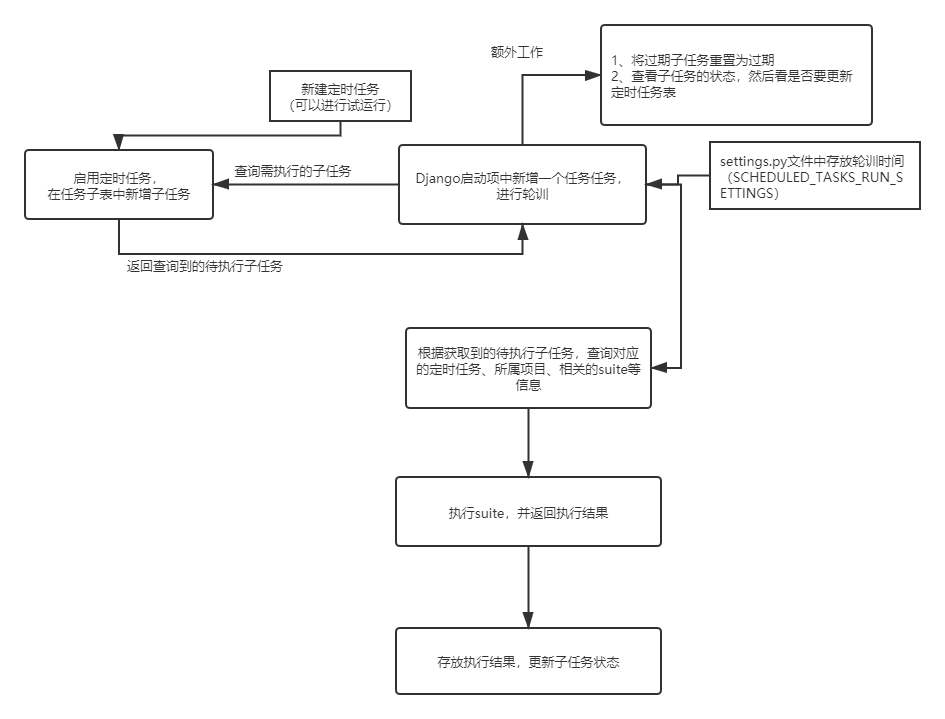 额外工作
1、将过期子任务重置为过期
2、查看子任务的状态，然后看是否要更新
定时任务表
新建定时任务
（可以进行试运行）
启用定时任务，
在任务子表中新增子任务
查询需执行的子任务
Django启动项中新增一个任务任务，
进行轮训
settings.py文件中存放轮训时间
（SCHEDULED_TASKS_RUN_S
ETTINGS）
返回查询到的待执行子任务
根据获取到的待执行子任务，查询对应
的定时任务、所属项目、相关的suite等
信息
执行suite，并返回执行结果
存放执行结果，更新子任务状态